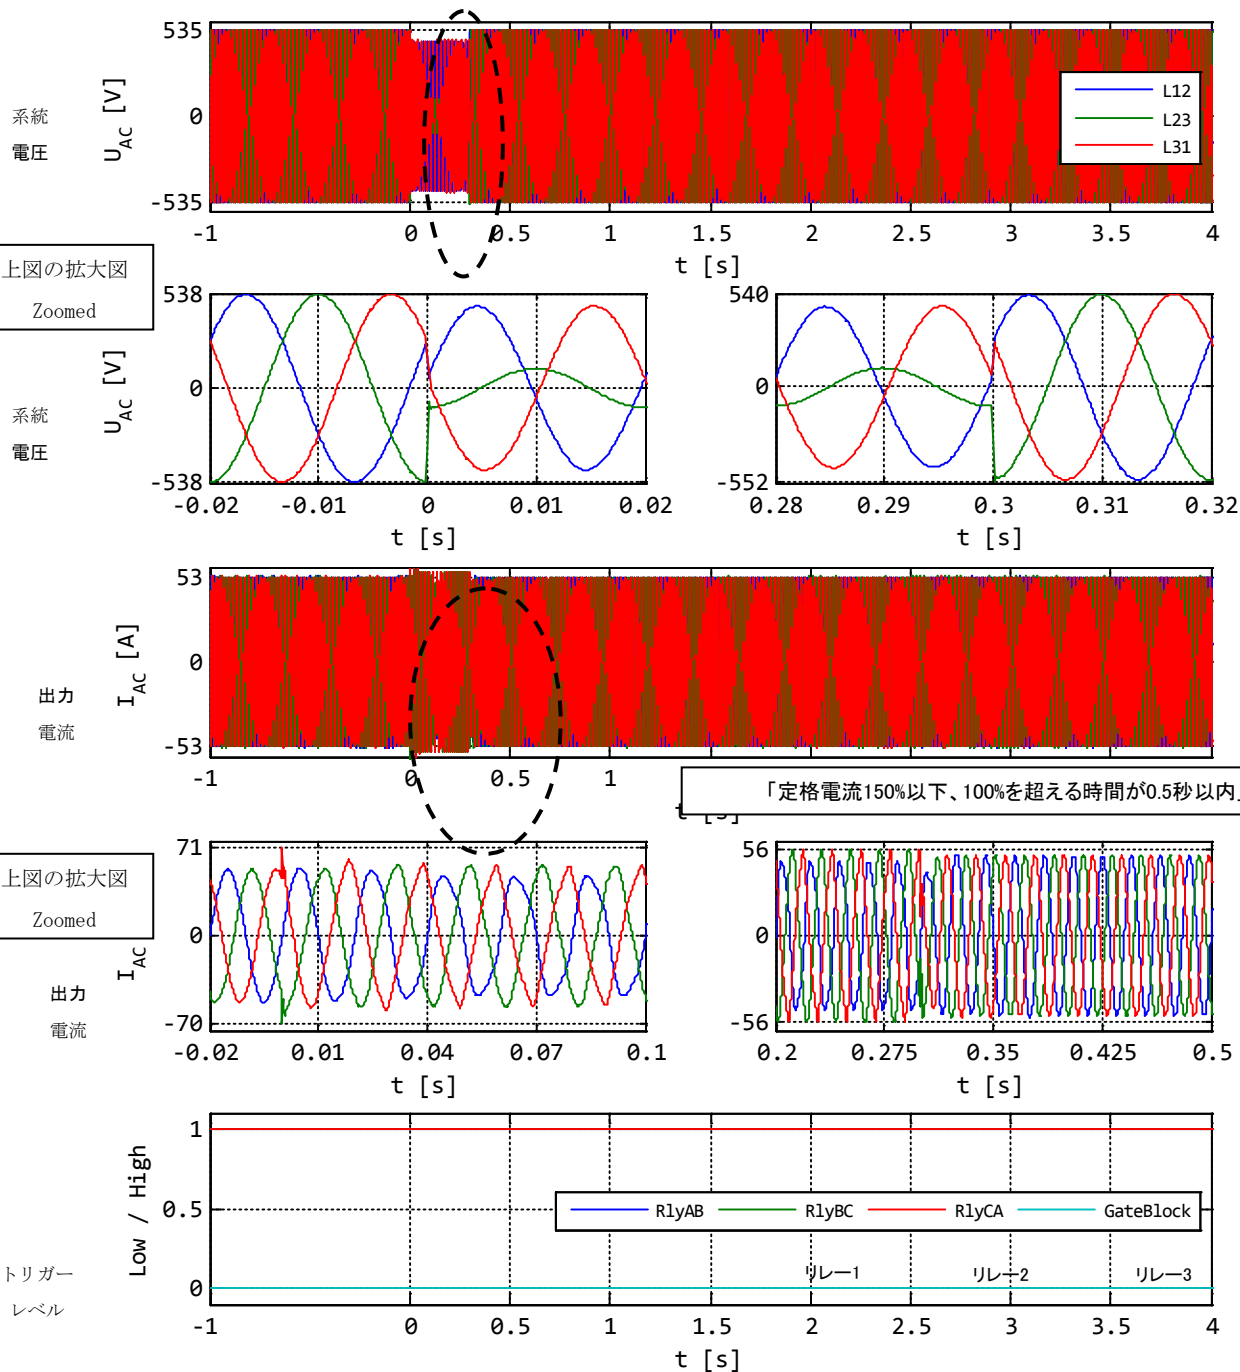 535
0
-535
U_AC [V]
系統
電圧
L12
L23
L31
-1 0 0.5 1 1.5 2 2.5 3 3.5 4
t [s]
上図の拡大図
Zoomed
538
0
-538
U_AC [V]
系統
電圧
-0.02 -0.01 0 0.01 0.02
t [s]
540
0
-552
0.28 0.29 0.3 0.31 0.32
t [s]
53
0
-53
I_AC [A]
出力
電流
-1 0 0.5 1
t [s]
「定格電流150%以下、100%を超える時間が0.5秒以内」
上図の拡大図
Zoomed
71
0
-70
I_AC
出力
電流
-0.02 0.01 0.04 0.07 0.1
t [s]
56
0
-56
0.2 0.275 0.35 0.425 0.5
t [s]
1
0.5
0
Low / High
トリガー
レベル
RlyAB RlyBC RlyCA GateBlock
リレー1 リレー2 リレー3
-1 0 0.5 1 1.5 2 2.5 3 3.5 4
t [s]